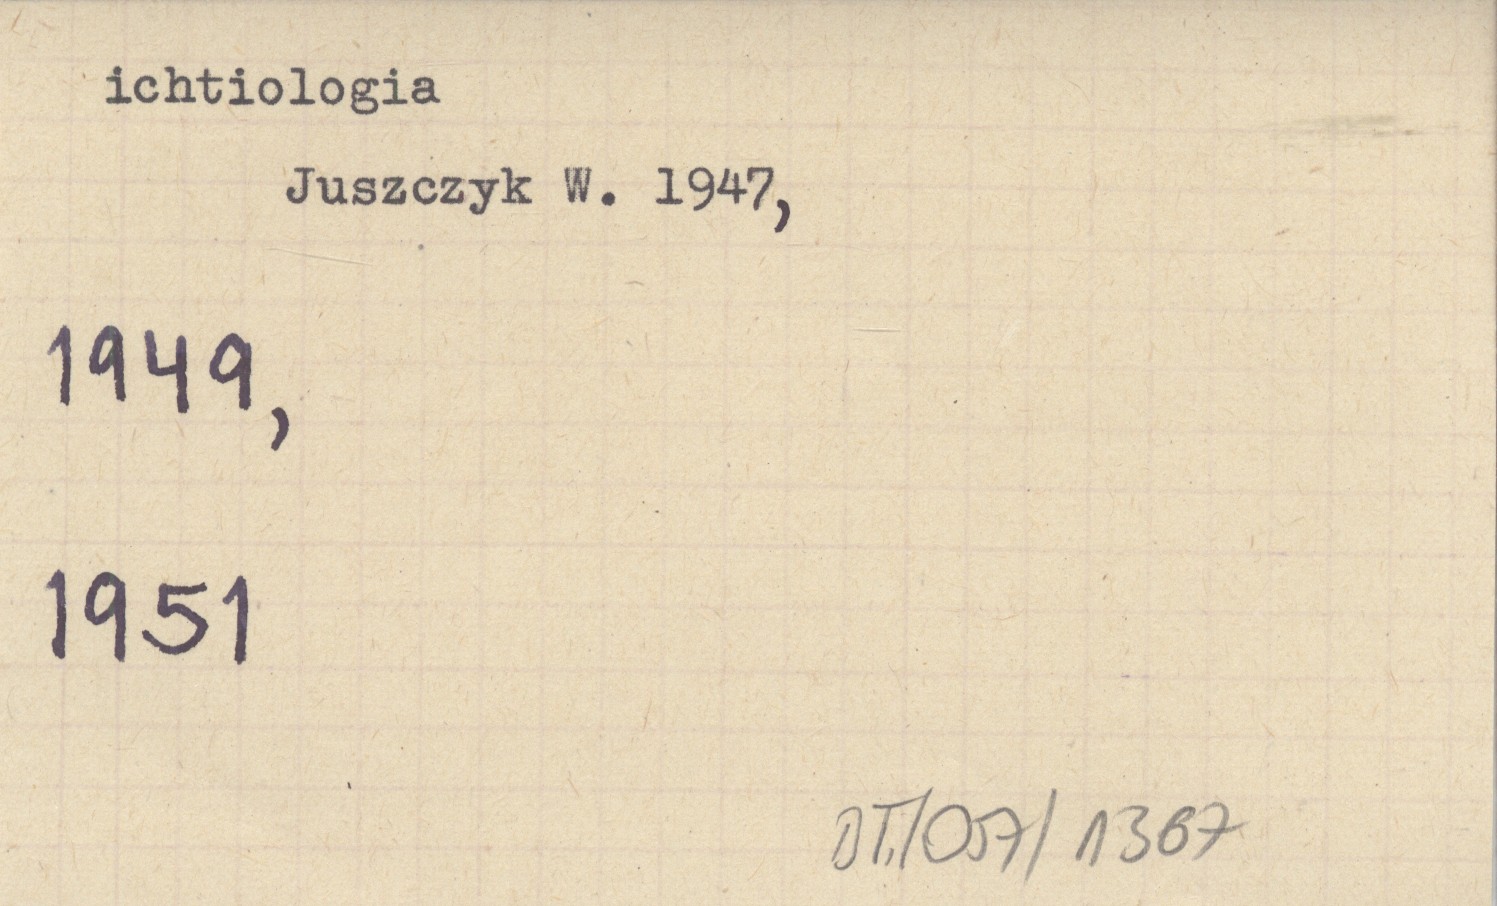 ichtiologia
Juszczyk W. 1947,
1949,
1951
DT./057/1367